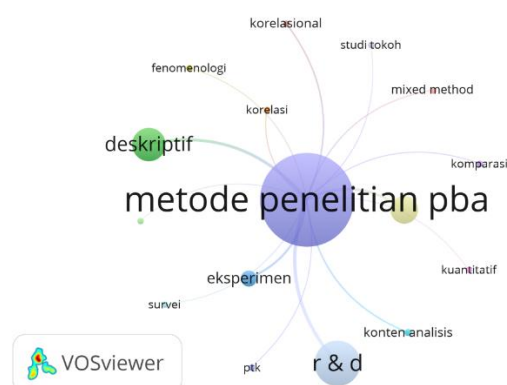 korelasional
studi tokoh
fenomenologi
mixed method
korelasi
deskriptif
komparasi
metode penelitian pba
kuantitatif
eksperimen
survei
konten analisis
ptk
r & d
VOSviewer